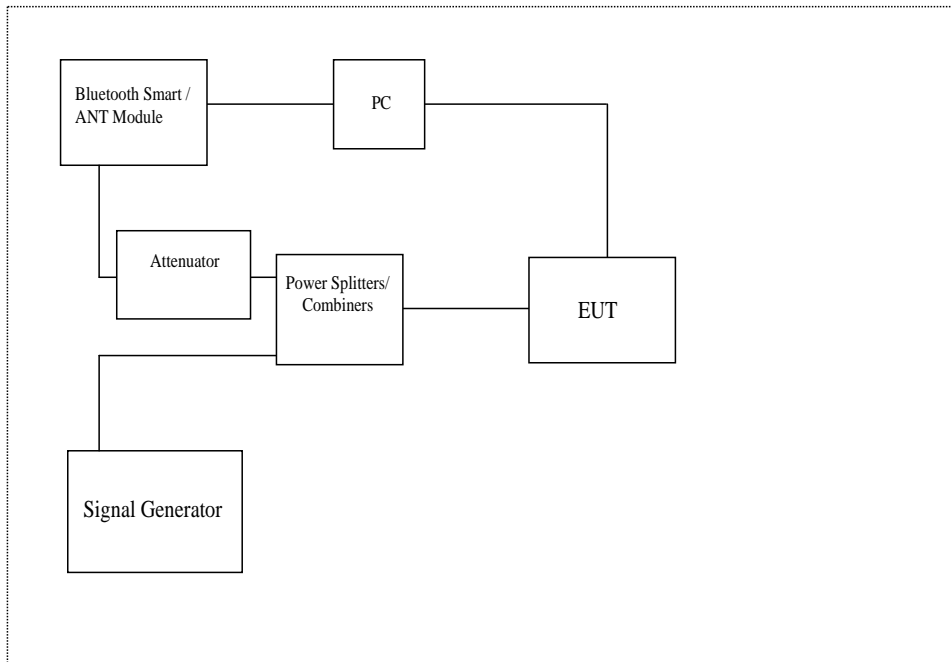 Bluetooth Smart /
ANT Module
PC
Attenuator
Power Splitters/
Combiners
EUT
Signal Generator